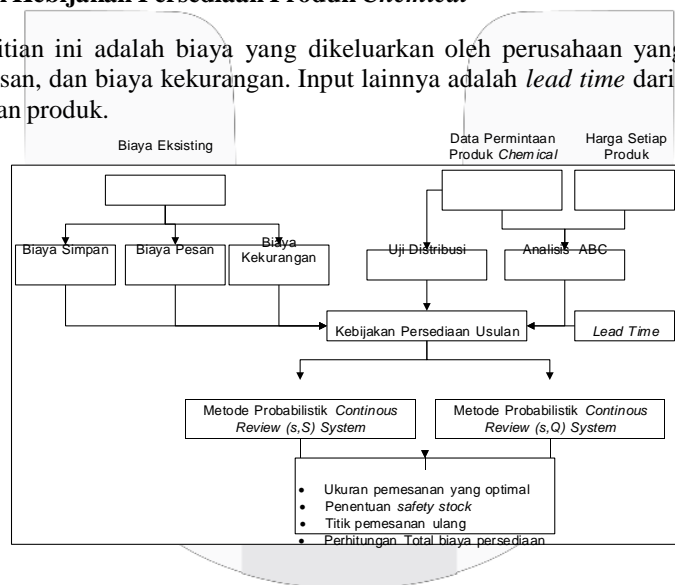 Kebijakan Persediaan Produk Chemical
ini adalah biaya yang dikeluarkan oleh perusahaan yang
dan biaya kekurangan. Input lainnya adalah lead time dari
produk.
Biaya Eksisting
Data Permintaan
Produk Chemical
Harga Setiap
Produk
Biaya Simpan
Biaya Pesan
Biaya
Kekurangan
Uji Distribusi
Analisis ABC
Kebijakan Persediaan Usulan
Lead Time
Metode Probabilistik Continous
Review (s,S) System
Metode Probabilistik Continous
Review (s,Q) System
• Ukuran pemesanan yang optimal
• Penentuan safety stock
• Titik pemesanan ulang
• Perhitungan Total biaya persediaan